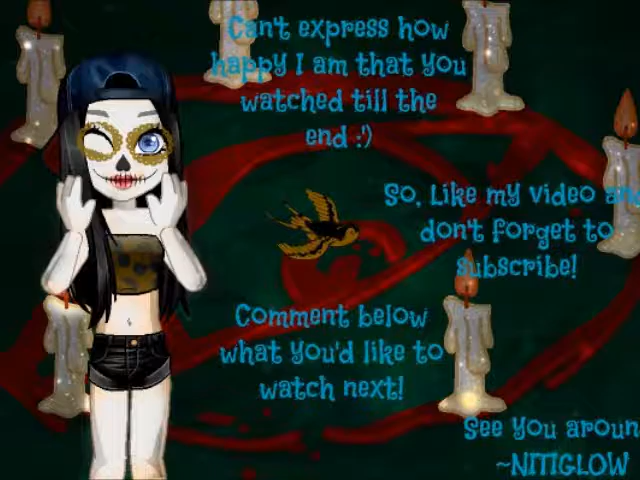 Can't express how
happy I am that you
watched till the
end :')
So, Like my video and
don't forget to
subscribe!
Comment below
what you'd like to
watch next!
See you aroun
~NITIGLOW